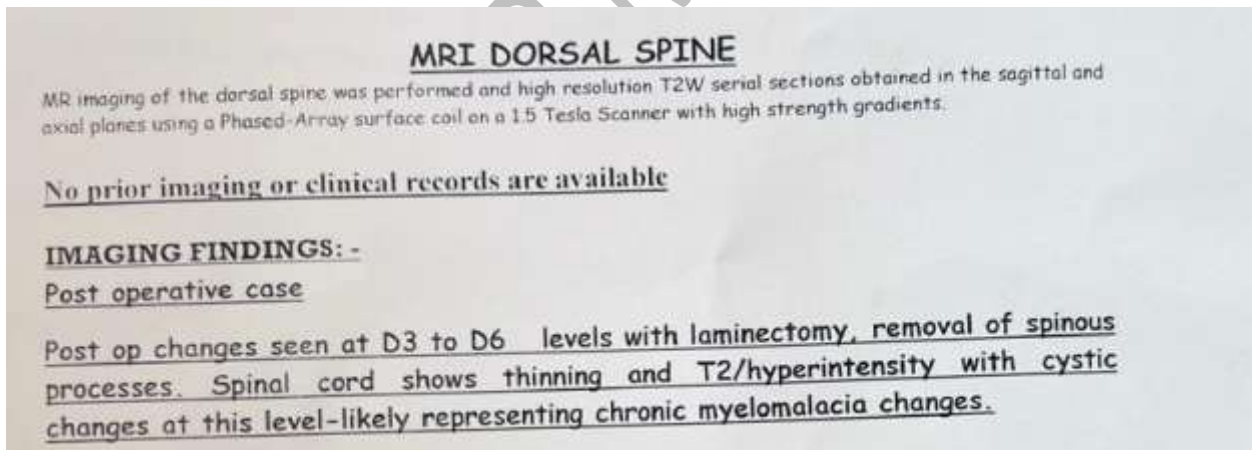 MRI DORSAL SPINE
MR imaging of the dorsal spine was performed and high resolution T2W serial sections obtained in the sagittal and
axial planes using a Phased-Array surface coil on a 1.5 Tesla Scanner with high strength gradients.
No prior imaging or clinical records are available
IMAGING FINDINGS: -
Post operative case
Post op changes seen at D3 to D6 levels with laminectomy, removal of spinous
processes. Spinal cord shows thinning and T2/hyperintensity with cystic
changes at this level-likely representing chronic myelomalacia changes.